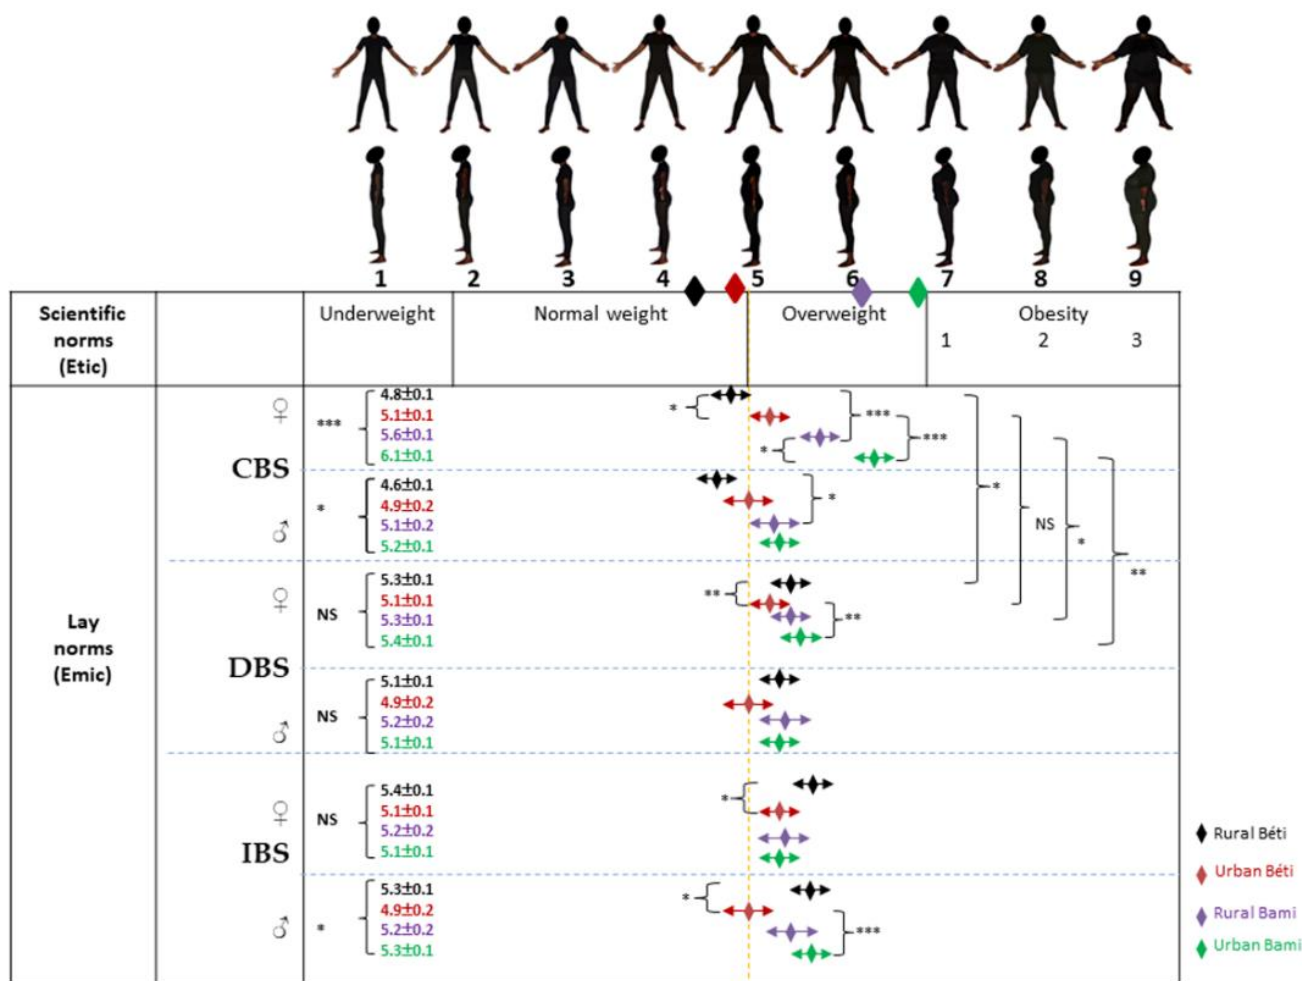 1 2 3 4 5 6 7 8 9
Scientific norms (Etic)
Underweight Normal weight Overweight Obesity
1 2 3
Lay norms (Emic)
CBS
♀
***
4.8±0.1
5.1±0.1
5.6±0.1
6.1±0.1
* *** *** *
♂
*
4.6±0.1
4.9±0.2
5.1±0.2
5.2±0.1
*
* NS * **
DBS
♀
NS
5.3±0.1
5.1±0.1
5.3±0.1
5.4±0.1
** **
♂
NS
5.1±0.1
4.9±0.2
5.2±0.2
5.1±0.1
IBS
♀
NS
5.4±0.1
5.1±0.1
5.2±0.2
5.1±0.1
*
♂
*
5.3±0.1
4.9±0.2
5.2±0.2
5.3±0.1
* ***
Rural Béti
Urban Béti
Rural Bami
Urban Bami